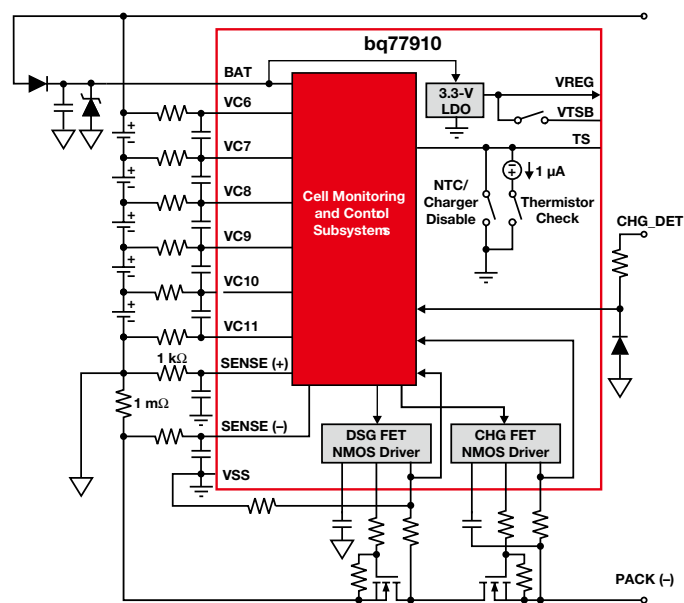 bq77910
BAT
VC6
VC7
VC8
VC9
VC10
VC11
SENSE (+)
SENSE (–)
VSS
1 kΩ
1 mΩ
Cell Monitoring
and Control
Subsystems
3.3-V
LDO
VREG
VTSB
TS
1 µA
NTC/
Charger
Disable
Thermistor
Check
CHG_DET
DSG FET
NMOS Driver
CHG FET
NMOS Driver
PACK (–)
+
–
+
–
+
–
+
–
+
–
+
–